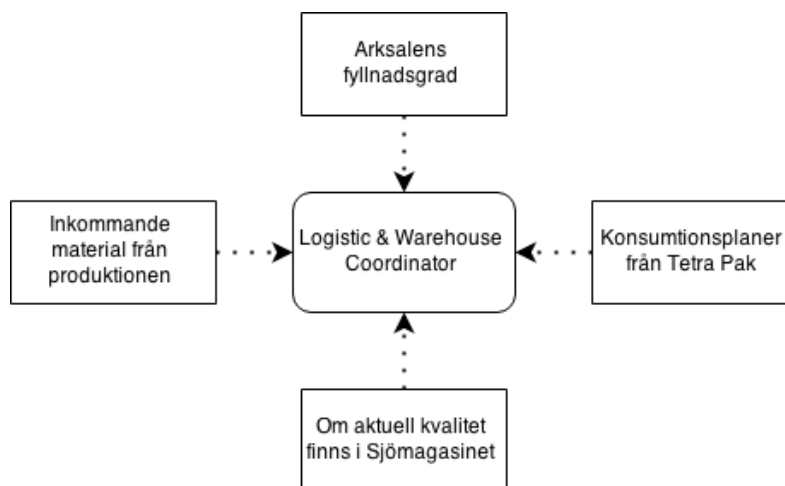 Arksalens
fyllnadsgrad
Inkommande
material från
produktionen
Logistic & Warehouse
Coordinator
Konsumtionsplaner
från Tetra Pak
Om aktuell kvalitet
finns i Sjömagasinet